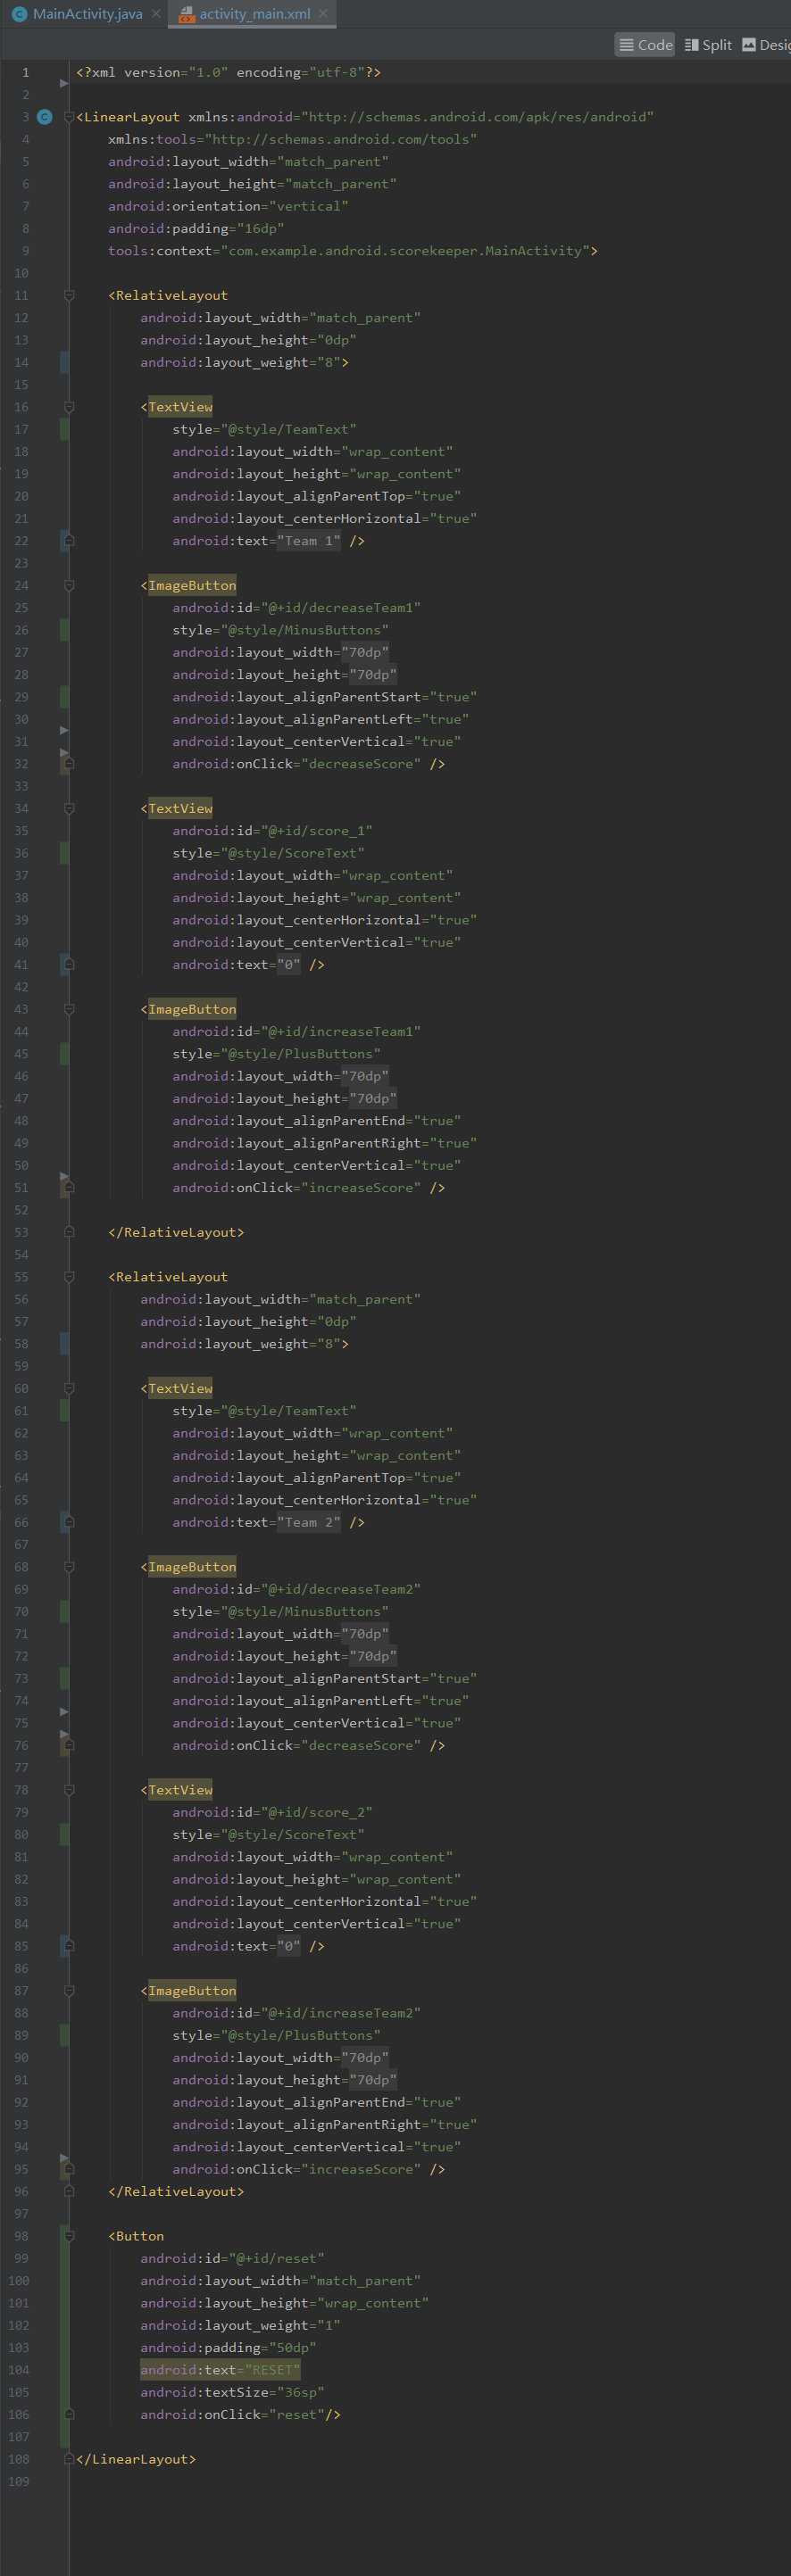 MainActivity.java
activity_main.xml
Code Split Desig
1 <?xml version="1.0" encoding="utf-8"?>
2
3 <LinearLayout xmlns:android="http://schemas.android.com/apk/res/android"
4 xmlns:tools="http://schemas.android.com/tools"
5 android:layout_width="match_parent"
6 android:layout_height="match_parent"
7 android:orientation="vertical"
8 android:padding="16dp"
9 tools:context="com.example.android.scorekeeper.MainActivity">
10
11 <RelativeLayout
12 android:layout_width="match_parent"
13 android:layout_height="0dp"
14 android:layout_weight="8">
15
16 <TextView
17 style="@style/TeamText"
18 android:layout_width="wrap_content"
19 android:layout_height="wrap_content"
20 android:layout_alignParentTop="true"
21 android:layout_centerHorizontal="true"
22 android:text="Team 1" />
23
24 <ImageButton
25 android:id="@+id/decreaseTeam1"
26 style="@style/MinusButtons"
27 android:layout_width="70dp"
28 android:layout_height="70dp"
29 android:layout_alignParentStart="true"
30 android:layout_alignParentLeft="true"
31 android:layout_centerVertical="true"
32 android:onClick="decreaseScore" />
33
34 <TextView
35 android:id="@+id/score_1"
36 style="@style/ScoreText"
37 android:layout_width="wrap_content"
38 android:layout_height="wrap_content"
39 android:layout_centerHorizontal="true"
40 android:layout_centerVertical="true"
41 android:text="0" />
42
43 <ImageButton
44 android:id="@+id/increaseTeam1"
45 style="@style/PlusButtons"
46 android:layout_width="70dp"
47 android:layout_height="70dp"
48 android:layout_alignParentEnd="true"
49 android:layout_alignParentRight="true"
50 android:layout_centerVertical="true"
51 android:onClick="increaseScore" />
52
53 </RelativeLayout>
54
55 <RelativeLayout
56 android:layout_width="match_parent"
57 android:layout_height="0dp"
58 android:layout_weight="8">
59
60 <TextView
61 style="@style/TeamText"
62 android:layout_width="wrap_content"
63 android:layout_height="wrap_content"
64 android:layout_alignParentTop="true"
65 android:layout_centerHorizontal="true"
66 android:text="Team 2" />
67
68 <ImageButton
69 android:id="@+id/decreaseTeam2"
70 style="@style/MinusButtons"
71 android:layout_width="70dp"
72 android:layout_height="70dp"
73 android:layout_alignParentStart="true"
74 android:layout_alignParentLeft="true"
75 android:layout_centerVertical="true"
76 android:onClick="decreaseScore" />
77
78 <TextView
79 android:id="@+id/score_2"
80 style="@style/ScoreText"
81 android:layout_width="wrap_content"
82 android:layout_height="wrap_content"
83 android:layout_centerHorizontal="true"
84 android:layout_centerVertical="true"
85 android:text="0" />
86
87 <ImageButton
88 android:id="@+id/increaseTeam2"
89 style="@style/PlusButtons"
90 android:layout_width="70dp"
91 android:layout_height="70dp"
92 android:layout_alignParentEnd="true"
93 android:layout_alignParentRight="true"
94 android:layout_centerVertical="true"
95 android:onClick="increaseScore" />
96 </RelativeLayout>
97
98 <Button
99 android:id="@+id/reset"
100 android:layout_width="match_parent"
101 android:layout_height="wrap_content"
102 android:layout_weight="1"
103 android:padding="50dp"
104 android:text="RESET"
105 android:textSize="36sp"
106 android:onClick="reset"/>
107
108 </LinearLayout>
109